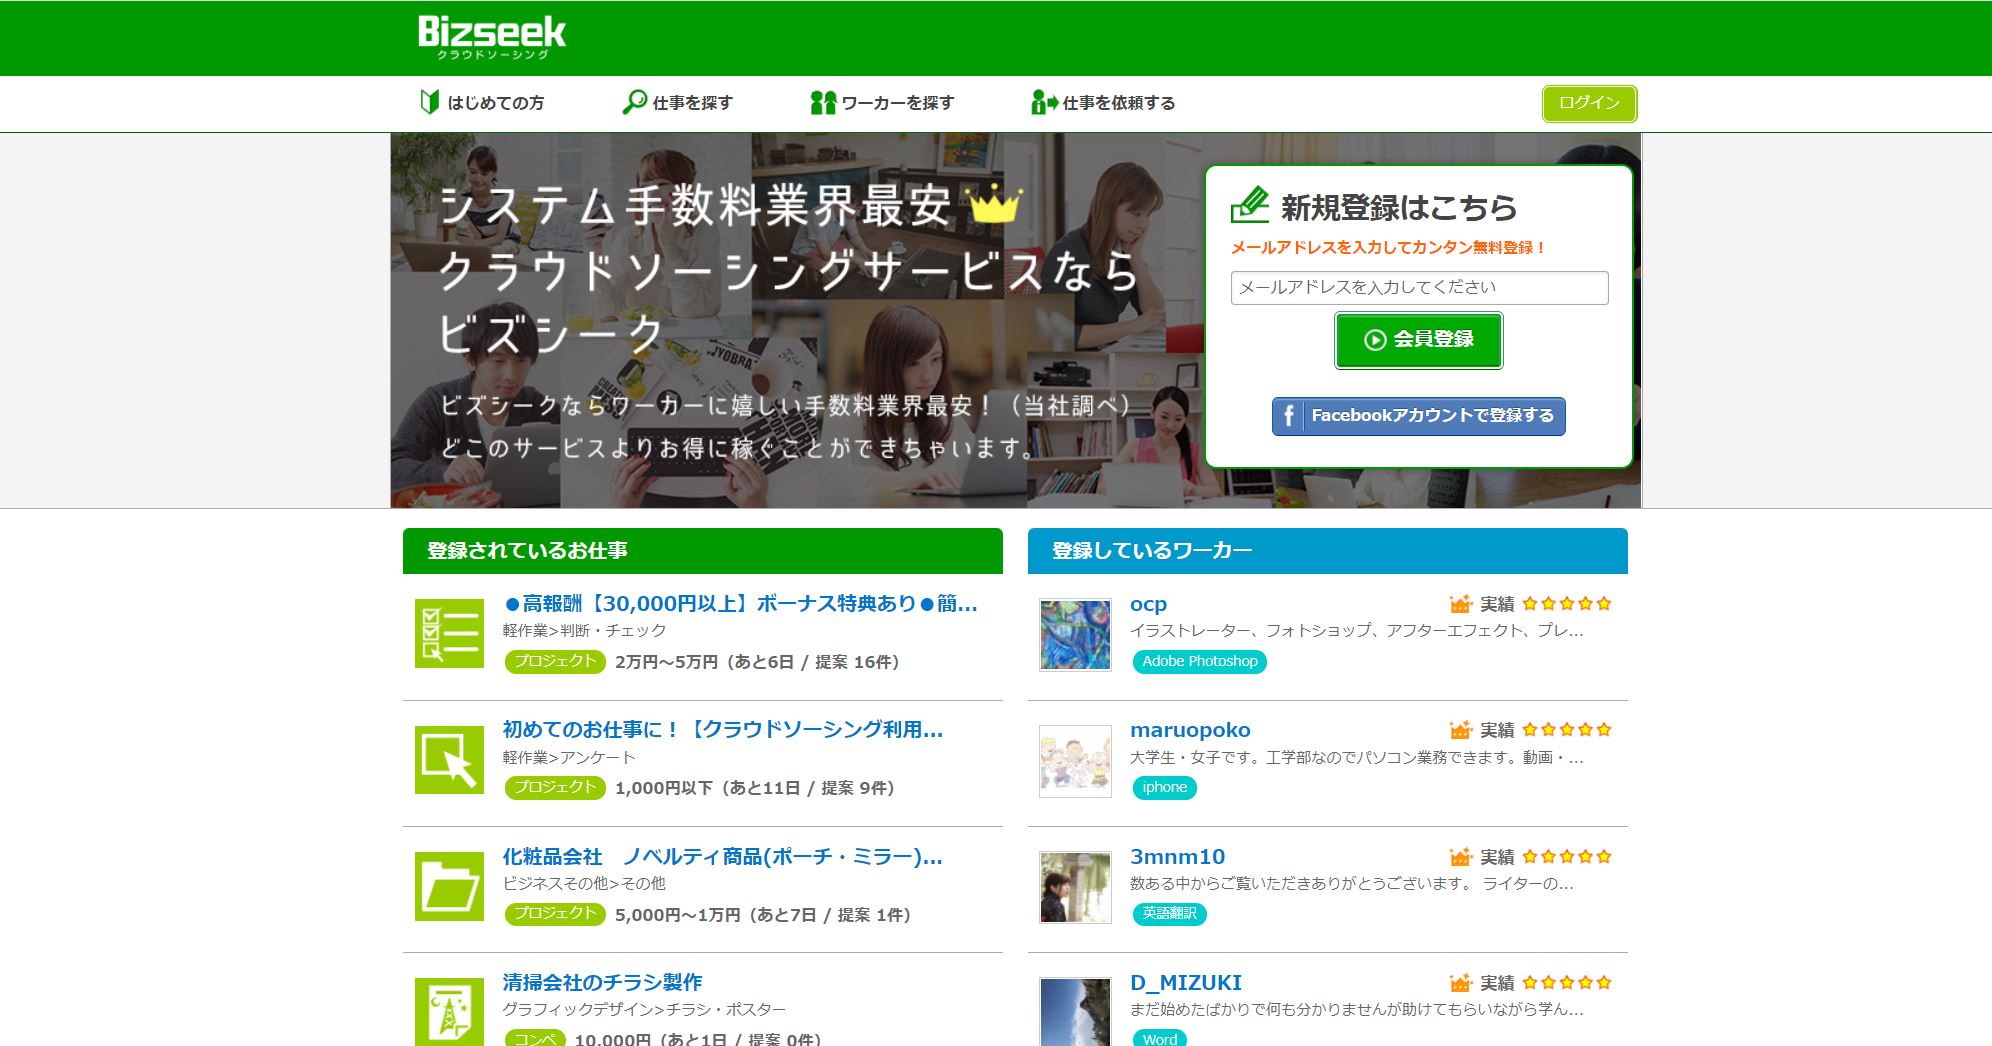 Bizseek
クラウドソーシング
はじめての方
仕事を探す
ワーカーを探す
仕事を依頼する
ログイン
システム手数料業界最安
クラウドソーシングサービスなら
ビズシーク
ビズシークならワーカーに嬉しい手数料業界最安！（当社調べ）
どこのサービスよりお得に稼ぐことができちゃいます。
新規登録はこちら
メールアドレスを入力してカンタン無料登録！
メールアドレスを入力してください
会員登録
Facebookアカウントで登録する
登録されているお仕事
●高報酬【30,000円以上】ボーナス特典あり●簡...
軽作業>判断・チェック
プロジェクト 2万円～5万円（あと6日 / 提案 16件）
初めてのお仕事に！【クラウドソーシング利用...
軽作業>アンケート
プロジェクト 1,000円以下（あと11日 / 提案 9件）
化粧品会社　ノベルティ商品(ポーチ・ミラー)...
ビジネスその他>その他
プロジェクト 5,000円～1万円（あと7日 / 提案 1件）
清掃会社のチラシ製作
グラフィックデザイン>チラシ・ポスター
コンペ 10,000円（あと1日 / 提案 0件）
登録しているワーカー
ocp 実績
イラストレーター、フォトショップ、アフターエフェクト、プレ...
Adobe Photoshop
maruopoko 実績
大学生・女子です。工学部なのでパソコン業務できます。動画・...
iphone
3mnm10 実績
数ある中からご覧いただきありがとうございます。 ライターの...
英語翻訳
D_MIZUKI 実績
まだ始めたばかりで何も分かりませんが助けてもらいながら学ん...
Word